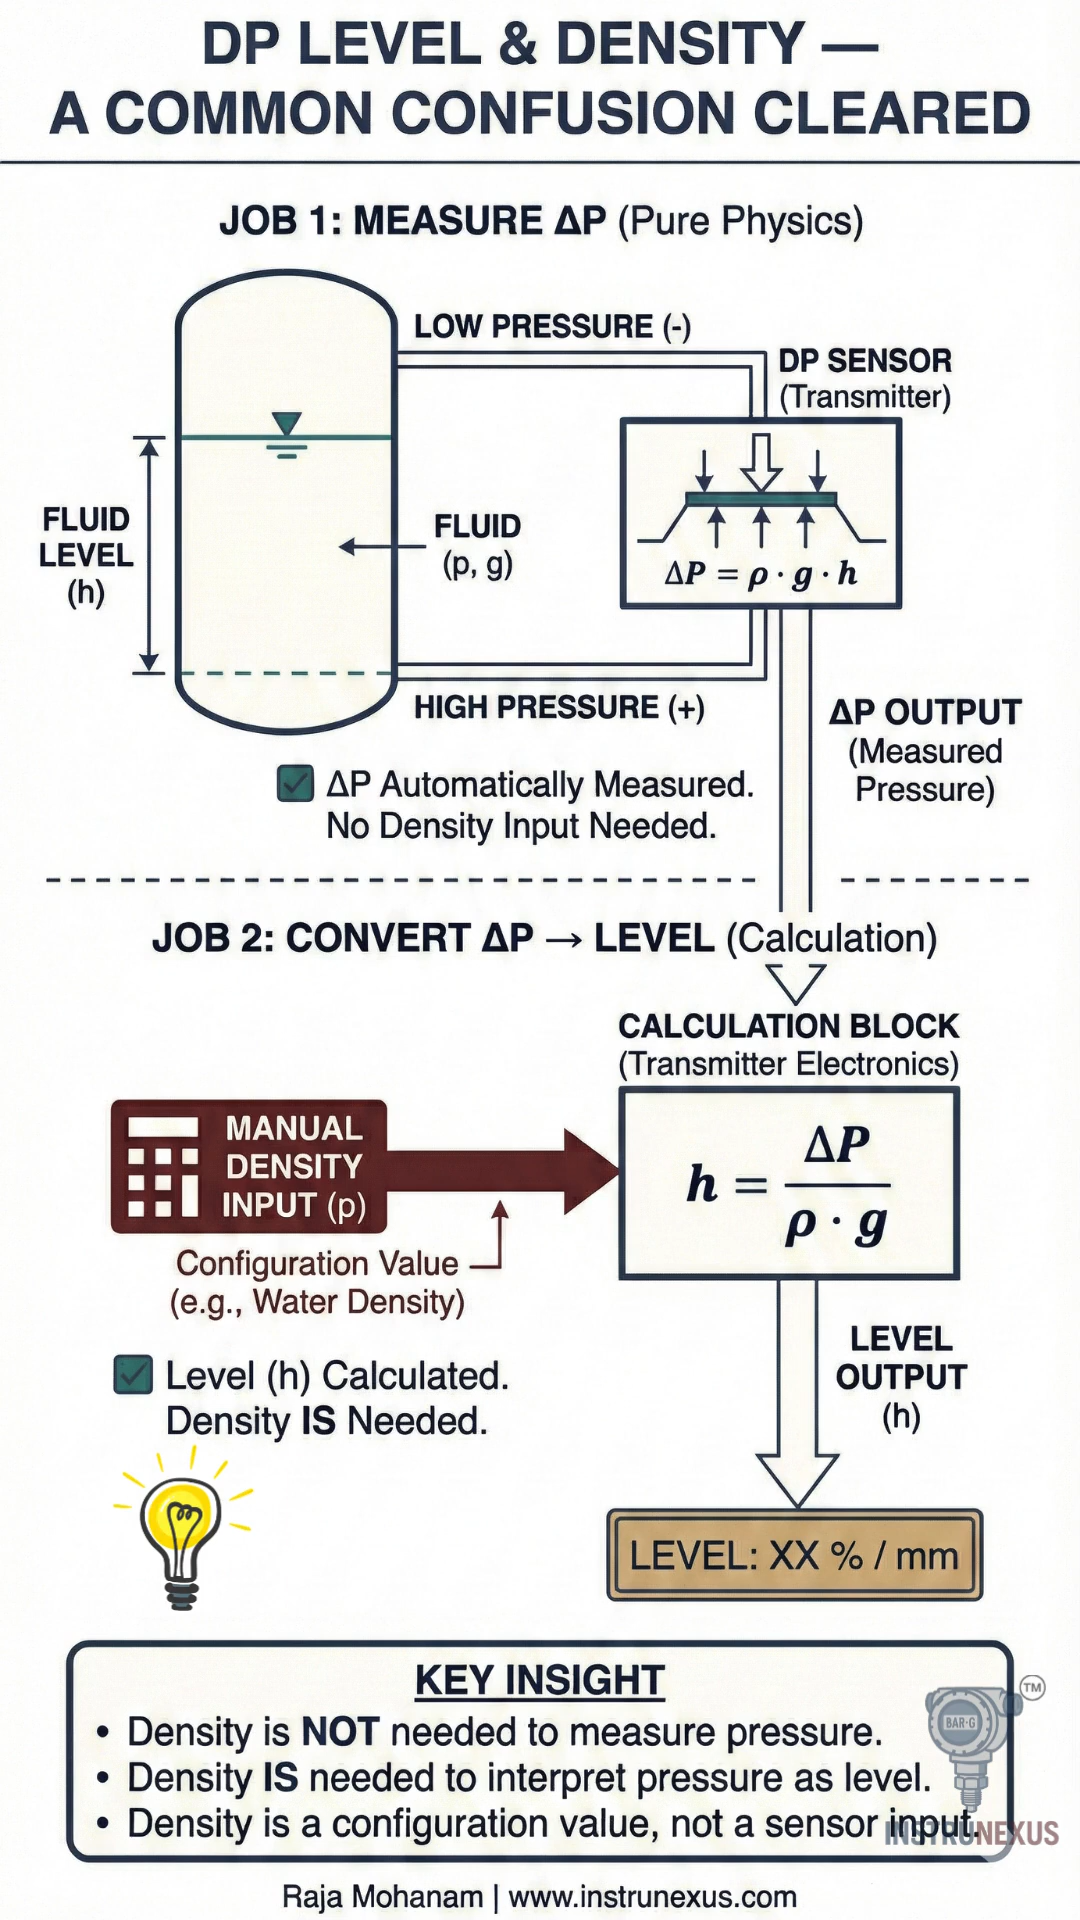 DP LEVEL & DENSITY —
A COMMON CONFUSION CLEARED
JOB 1: MEASURE ΔP (Pure Physics)
LOW PRESSURE (-)
DP SENSOR
(Transmitter)
FLUID
LEVEL
(h)
FLUID
(p, g)
ΔP = ρ · g · h
HIGH PRESSURE (+)
ΔP OUTPUT
(Measured
Pressure)
ΔP Automatically Measured.
No Density Input Needed.
JOB 2: CONVERT ΔP → LEVEL (Calculation)
CALCULATION BLOCK
(Transmitter Electronics)
MANUAL
DENSITY
INPUT (p)
h = ΔP / ρ · g
Configuration Value
(e.g., Water Density)
Level (h) Calculated.
Density IS Needed.
LEVEL
OUTPUT
(h)
LEVEL: XX % / mm
KEY INSIGHT
• Density is NOT needed to measure pressure.
• Density IS needed to interpret pressure as level.
• Density is a configuration value, not a sensor input.
BAR-G
TM
INSTRUNEXUS
Raja Mohanam | www.instrunexus.com